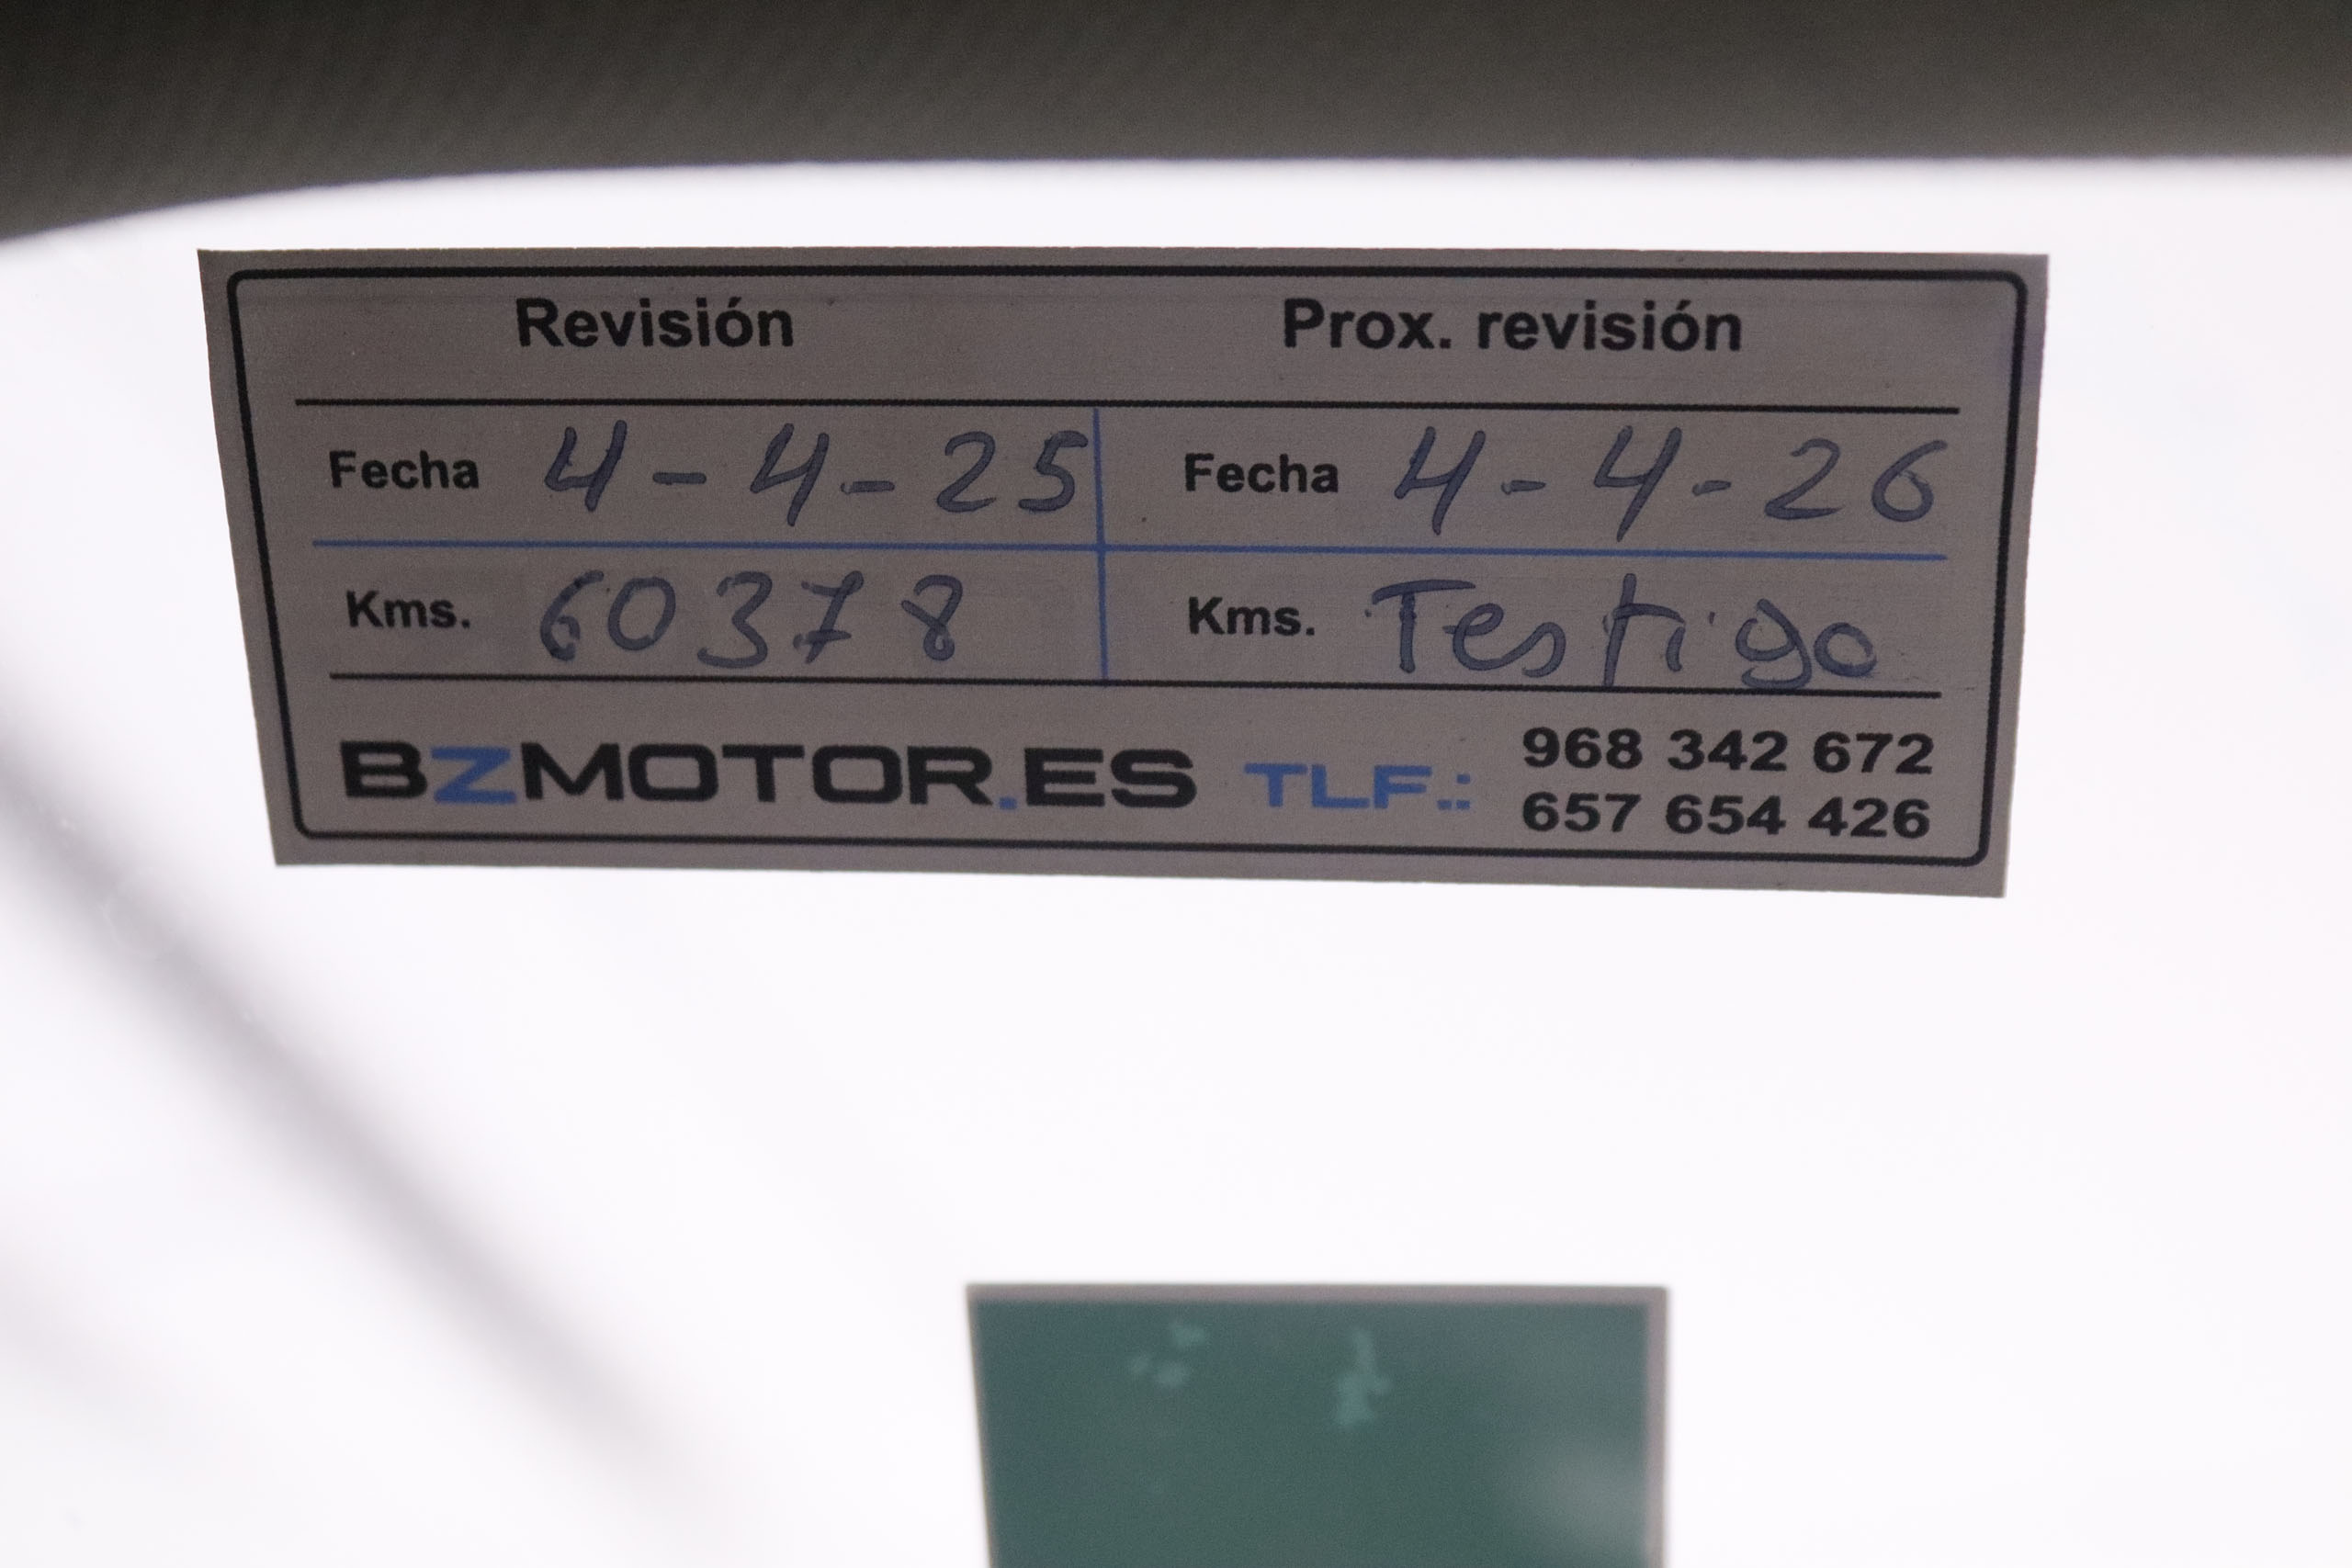 Revisión Prox. revisión
Fecha 4-4-25 Fecha 4-4-26
Kms. 60378 Kms. Testigo
BZMOTOR.ES TLF.: 968 342 672
657 654 426